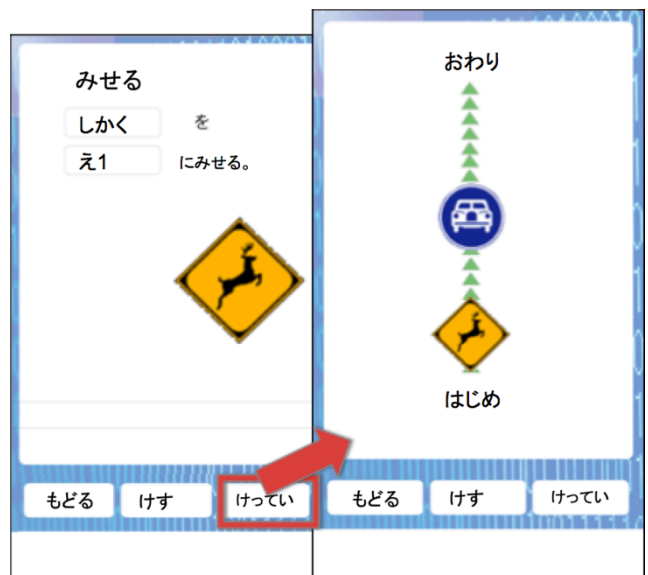 みせる
しかく を
え1 にみせる。
もどる けす けってい
おわり
はじめ
もどる けす けってい